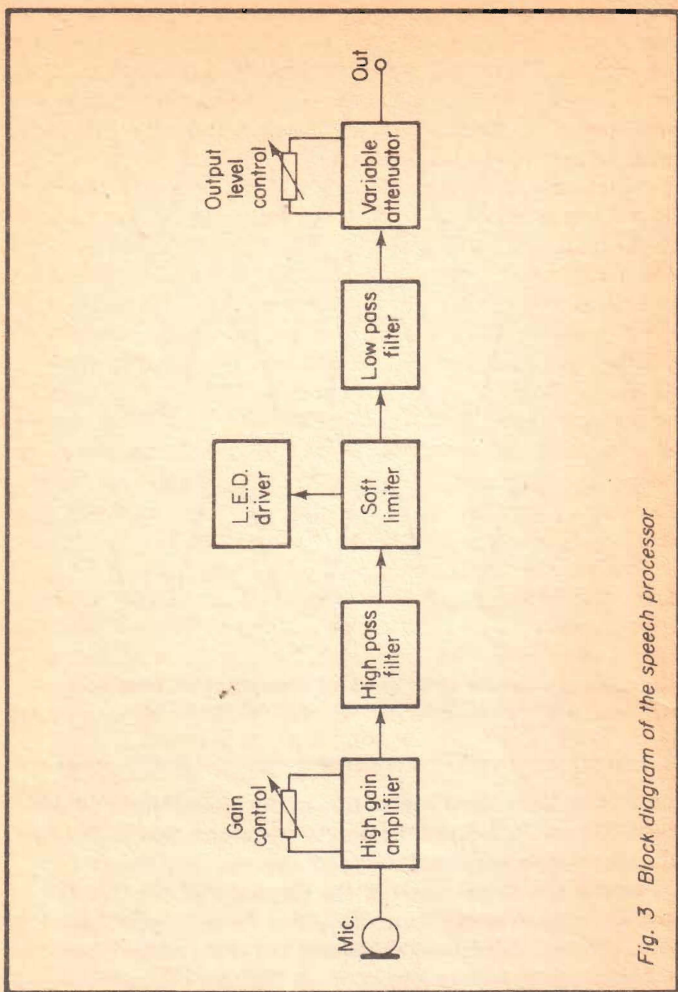 Mic.
Gain
control
High gain
amplifier
High pass
filter
L.E.D.
driver
Soft
limiter
Low pass
filter
Output
level
control
Variable
attenuator
Out
Fig. 3 Block diagram of the speech processor